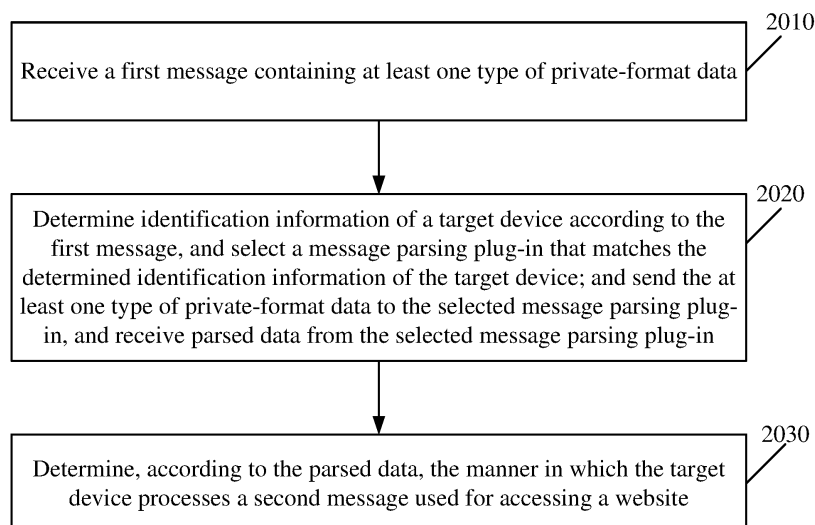 2010
Receive a first message containing at least one type of private-format data
2020
Determine identification information of a target device according to the
first message, and select a message parsing plug-in that matches the
determined identification information of the target device; and send the at
least one type of private-format data to the selected message parsing plug-
in, and receive parsed data from the selected message parsing plug-in
2030
Determine, according to the parsed data, the manner in which the target
device processes a second message used for accessing a website